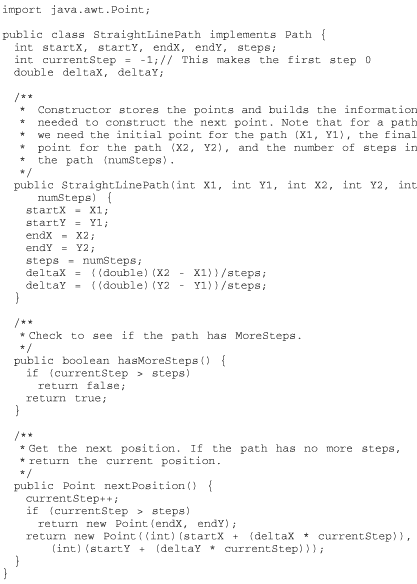 import java.awt.Point;

public class StraightLinePath implements Path {
  int startX, startY, endX, endY, steps;
  int currentStep = -1;// This makes the first step 0
  double deltaX, deltaY;

  /**
   *  Constructor stores the points and builds the information
   *  needed to construct the next point. Note that for a path
   *  we need the initial point for the path (X1, Y1), the final
   *  point for the path (X2, Y2), and the number of steps in
   *  the path (numSteps).
   */
  public StraightLinePath(int X1, int Y1, int X2, int Y2, int
      numSteps) {
    startX = X1;
    startY = Y1;
    endX = X2;
    endY = Y2;
    steps = numSteps;
    deltaX = ((double)(X2 - X1))/steps;
    deltaY = ((double)(Y2 - Y1))/steps;
  }

  /**
   * Check to see if the path has MoreSteps.
   */
  public boolean hasMoreSteps() {
    if (currentStep > steps)
      return false;
    return true;
  }

  /**
   * Get the next position. If the path has no more steps,
   * return the current position.
   */
  public Point nextPosition() {
    currentStep++;
    if (currentStep > steps)
      return new Point(endX, endY);
    return new Point((int)(startX + (deltaX * currentStep)),
        (int)(startY + (deltaY * currentStep)));
  }
}